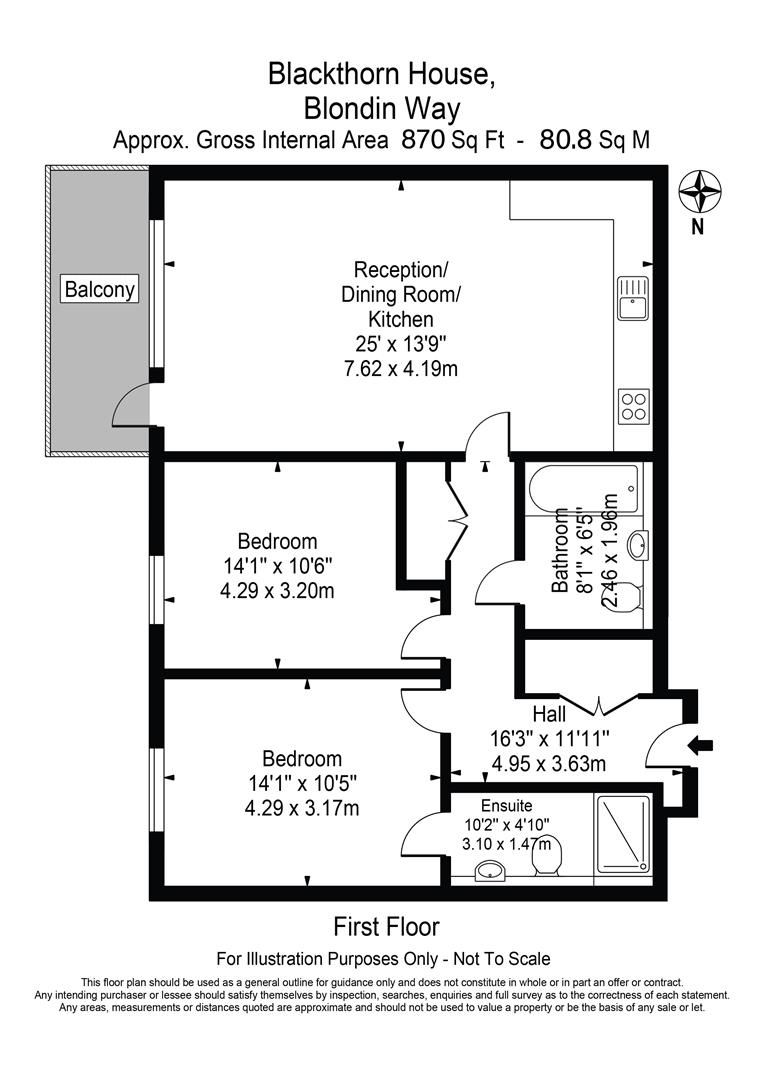 Blackthorn House,
Blondin Way
Approx. Gross Internal Area 870 Sq Ft - 80.8 Sq M
N
Balcony
Reception/
Dining Room/
Kitchen
25' x 13'9"
7.62 x 4.19m
Bedroom
14'1" x 10'6"
4.29 x 3.20m
Bathroom
8'1" x 6'5"
2.46 x 1.96m
Hall
16'3" x 11'11"
4.95 x 3.63m
Bedroom
14'1" x 10'5"
4.29 x 3.17m
Ensuite
10'2" x 4'10"
3.10 x 1.47m
First Floor
For Illustration Purposes Only - Not To Scale
This floor plan should be used as a general outline for guidance only and does not constitute in whole or in part an offer or contract.
Any intending purchaser or lessee should satisfy themselves by inspection, searches, enquiries and full survey as to the correctness of each statement.
Any areas, measurements or distances quoted are approximate and should not be used to value a property or be the basis of any sale or let.